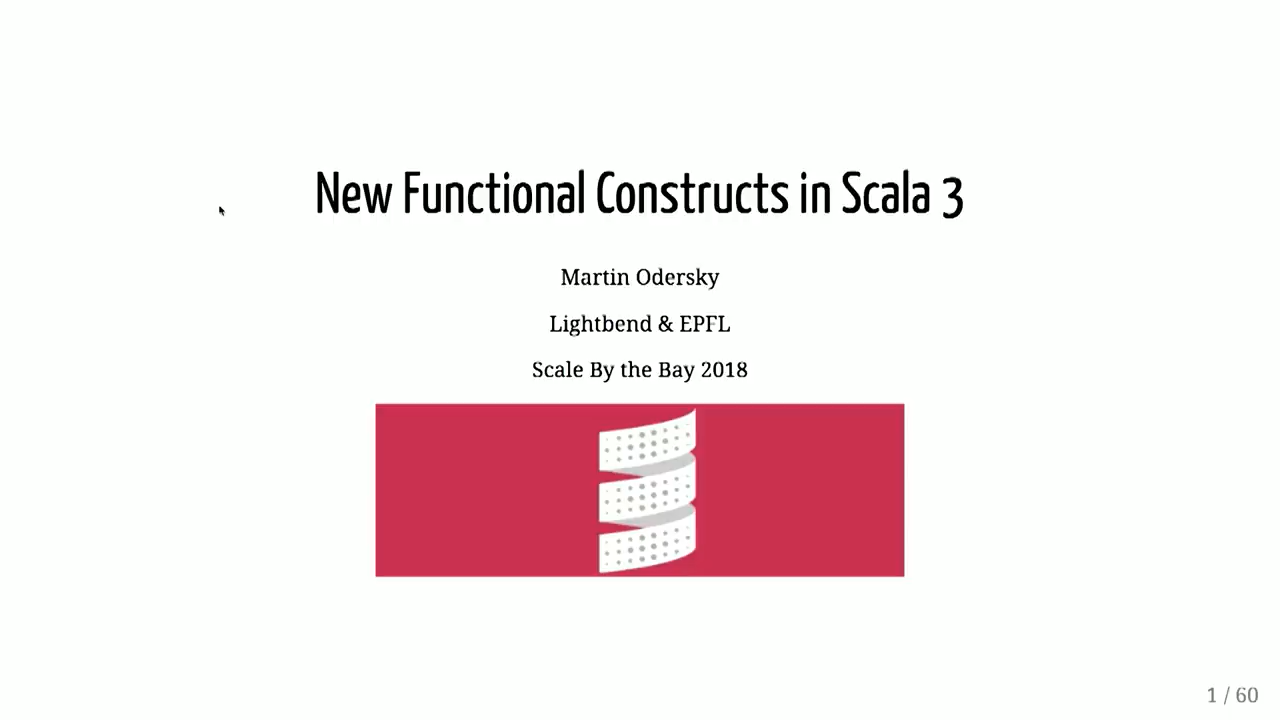 New Functional Constructs in Scala 3
Martin Odersky
Lightbend & EPFL
Scale By the Bay 2018
1 / 60